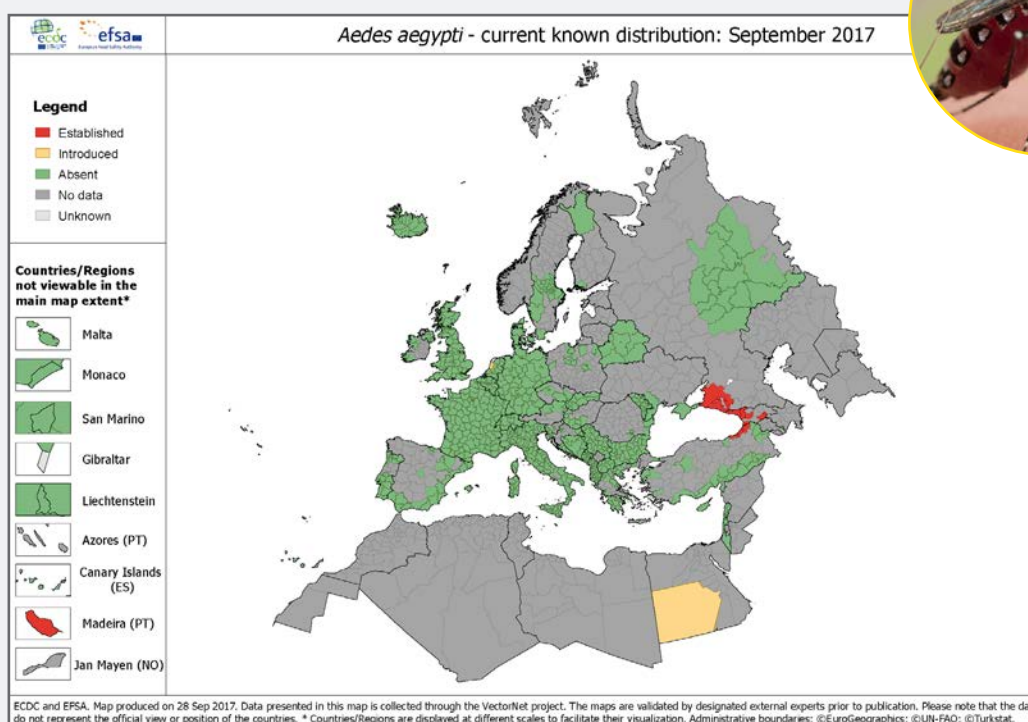 ecdc
efsa
European Food Safety Authority
Aedes aegypti - current known distribution: September 2017
Legend
Established
Introduced
Absent
No data
Unknown
Countries/Regions
not viewable in the
main map extent*
Malta
Monaco
San Marino
Gibraltar
Liechtenstein
Azores (PT)
Canary Islands
(ES)
Madeira (PT)
Jan Mayen (NO)
ECDC and EFSA. Map produced on 28 Sep 2017. Data presented in this map is collected through the VectorNet project. The maps are validated by designated external experts prior to publication. Please note that the
do not represent the official view or position of the countries. * Countries/Regions are displayed at different scales to facilitate their visualization. Administrative boundaries: ©EuroGeographics; ©UN-FAO; ©Turkstat.